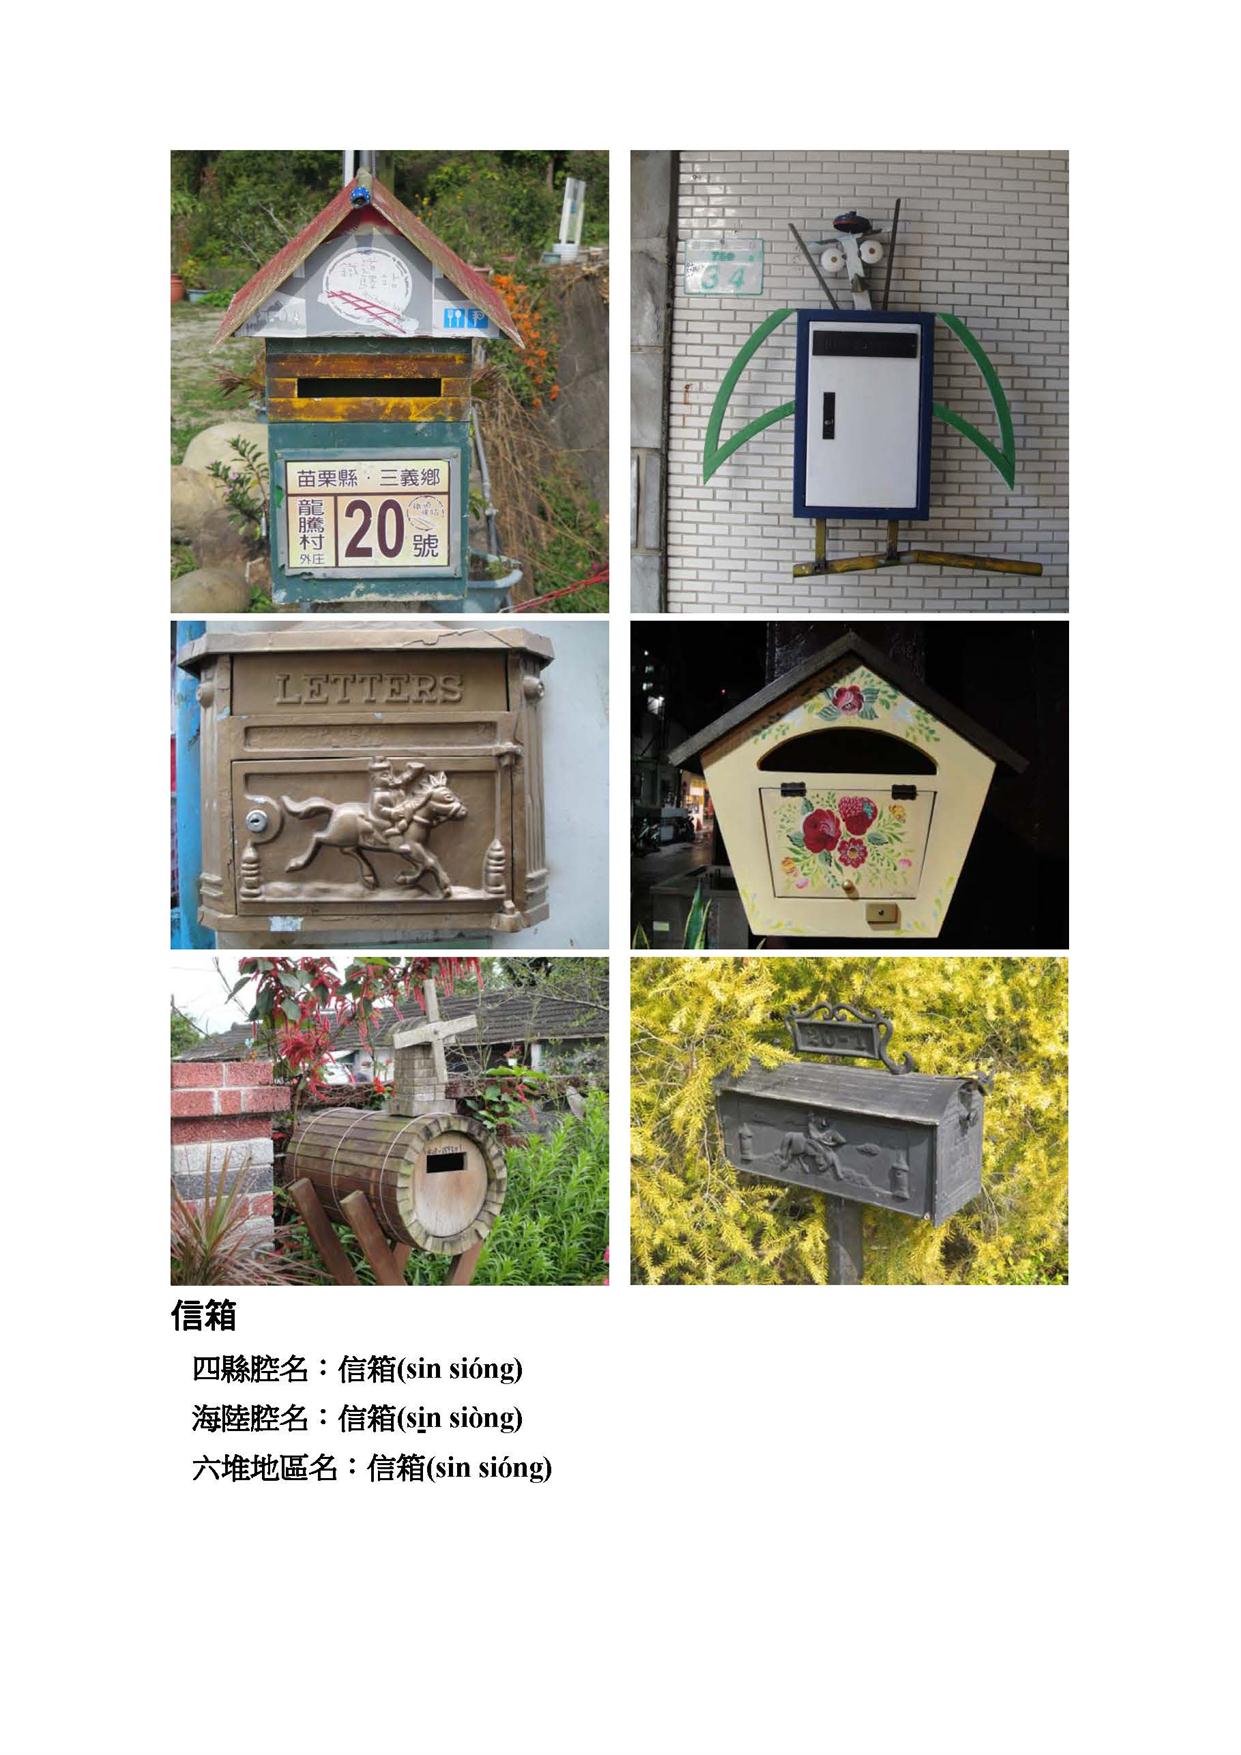 苗栗縣．三義鄉
龍騰村
外庄
20
號
34
LETTERS
20-1
信箱
四縣腔名：信箱(sin sióng)
海陸腔名：信箱(si̲n siòng)
六堆地區名：信箱(sin sióng)